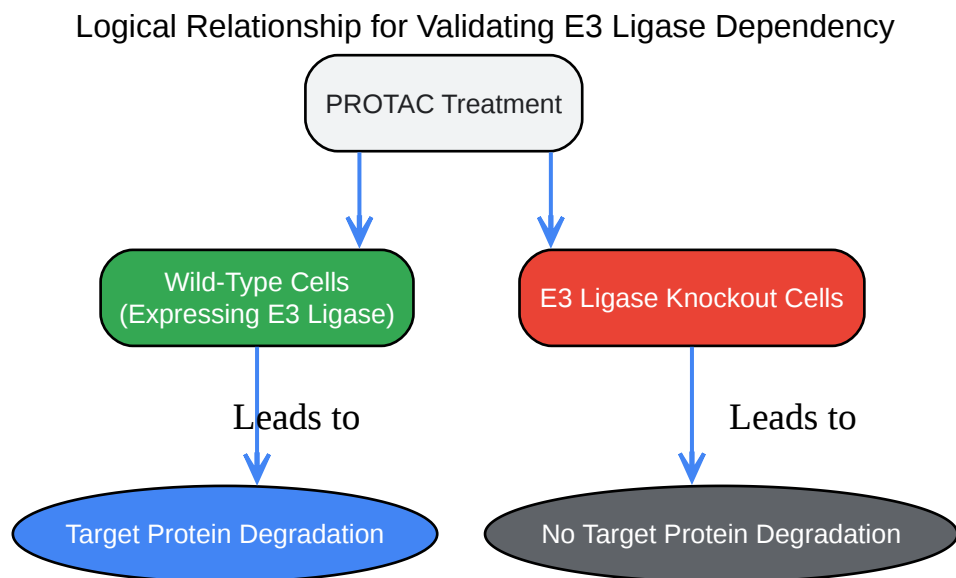 Logical Relationship for Validating E3 Ligase Dependency
PROTAC Treatment
Wild-Type Cells
(Expressing E3 Ligase)
E3 Ligase Knockout Cells
Leads to
Leads to
Target Protein Degradation
No Target Protein Degradation